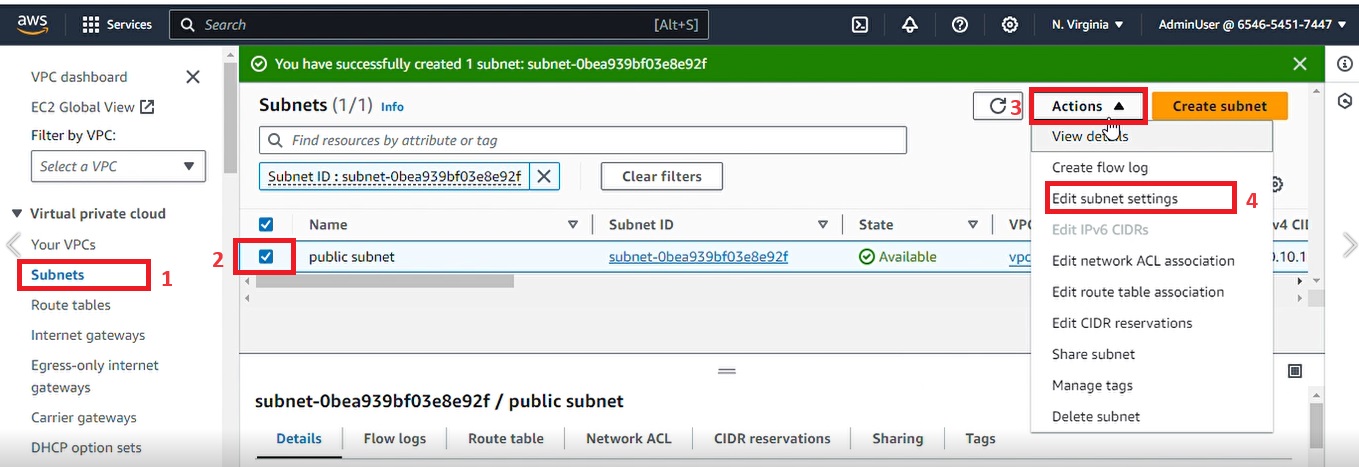 aws
Services
Search
[Alt+S]
N. Virginia
AdminUser @ 6546-5451-7447
VPC dashboard
EC2 Global View
Filter by VPC:
Select a VPC
Virtual private cloud
Your VPCs
Subnets
1
Route tables
Internet gateways
Egress-only internet
gateways
Carrier gateways
DHCP option sets
You have successfully created 1 subnet: subnet-0bea939bf03e8e92f
Subnets (1/1) Info
3
Actions
Create subnet
Find resources by attribute or tag
Subnet ID : subnet-0bea939bf03e8e92f
Clear filters
Name
Subnet ID
State
VPC
v4 CID
2
public subnet
subnet-0bea939bf03e8e92f
Available
vpc
0.10.1
View details
Create flow log
Edit subnet settings
4
Edit IPv6 CIDRs
Edit network ACL association
Edit route table association
Edit CIDR reservations
Share subnet
Manage tags
Delete subnet
subnet-0bea939bf03e8e92f / public subnet
Details
Flow logs
Route table
Network ACL
CIDR reservations
Sharing
Tags